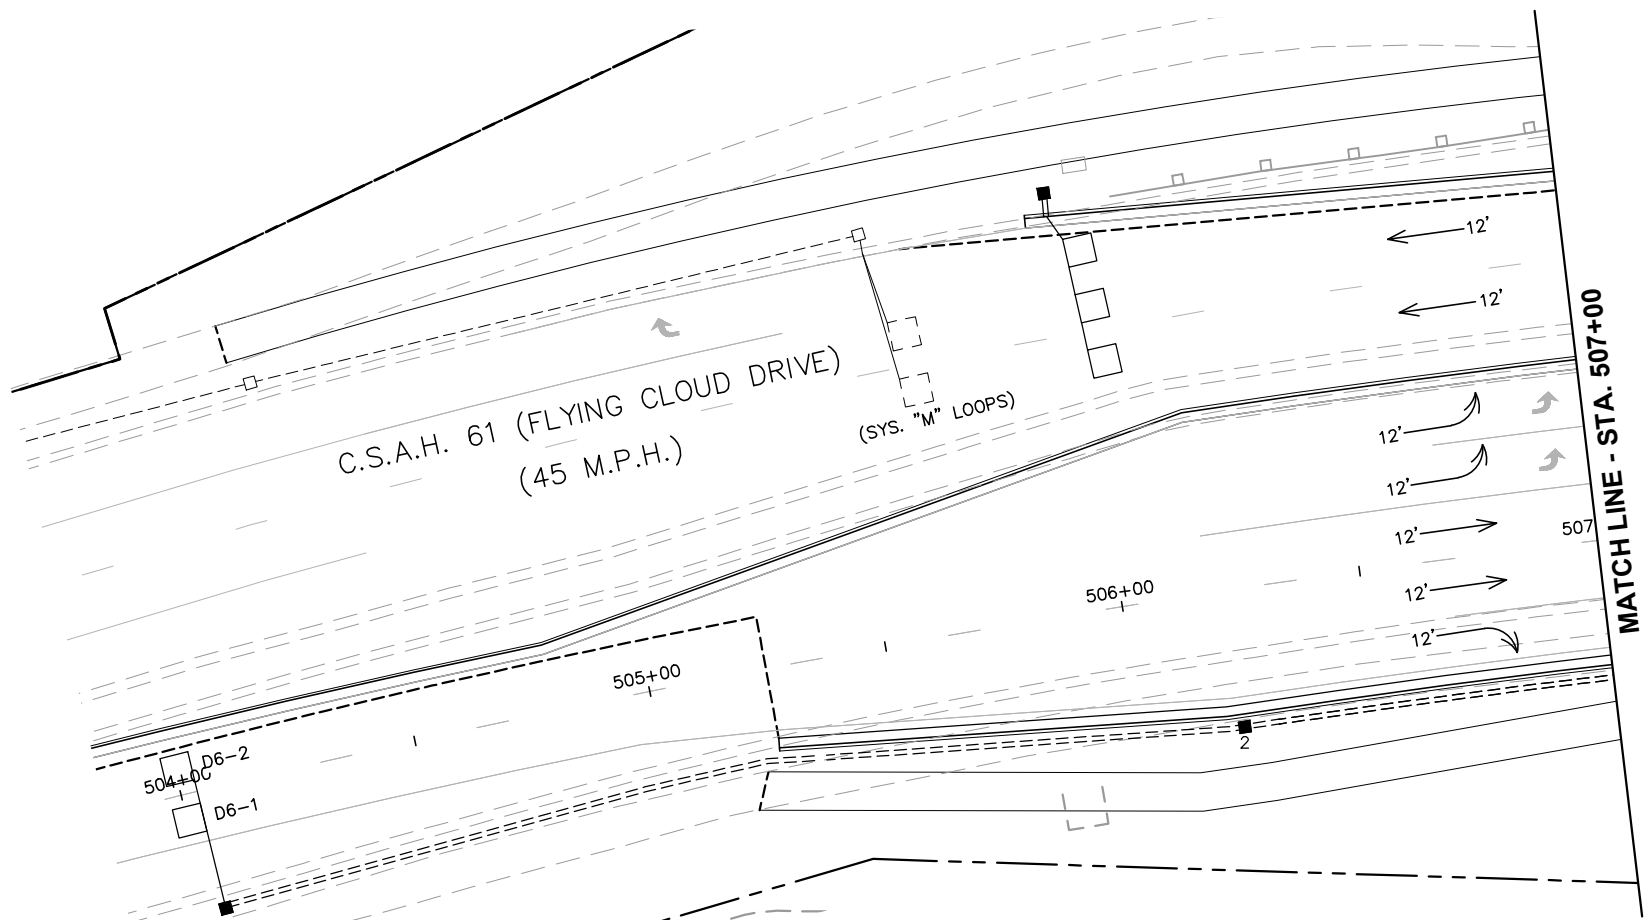 12'
12'
C.S.A.H. 61 (FLYING CLOUD DRIVE)
(45 M.P.H.)
(SYS. "M" LOOPS)
12'
12'
12'
12'
12'
507
MATCH LINE - STA. 507+00
506+00
505+00
2
D6-2
504+00
D6-1